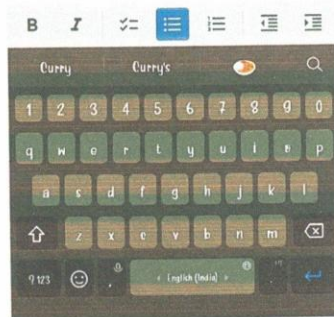 B I
Curry Curry's
1 2 3 4 5 6 7 8 9 0
q w e r t y u i o p
a s d f g h j k l
z x c v b n m
?123 , English (India) .